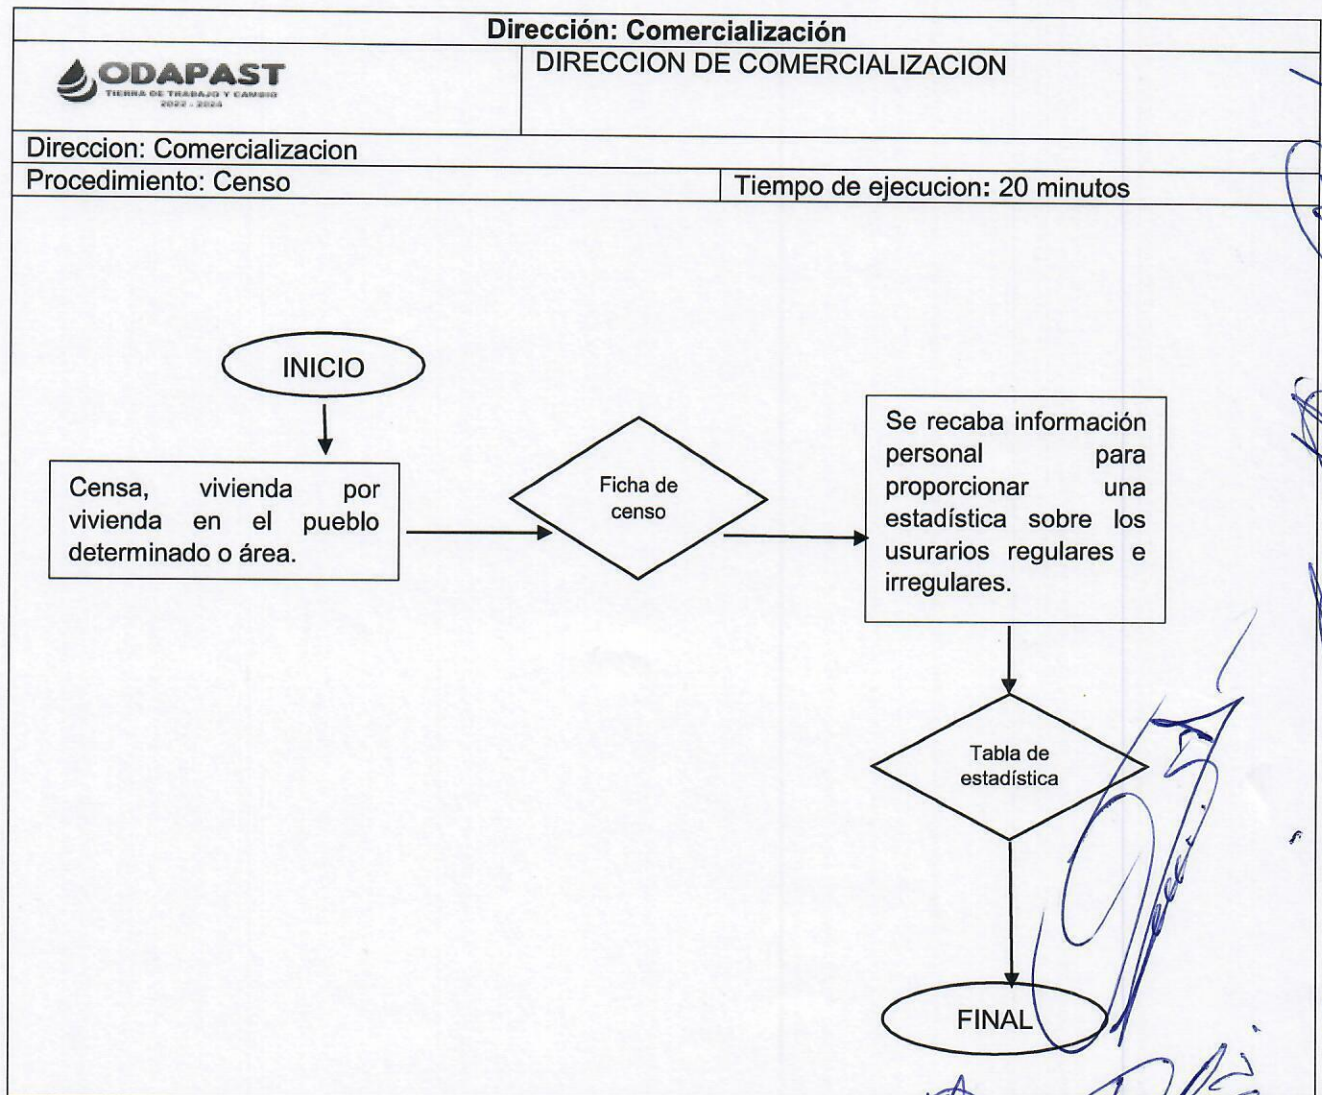 Dirección: Comercialización
ODAPAST
TIERRA DE TRABAJO Y CAMBIO
2022 - 2024
DIRECCION DE COMERCIALIZACION
Direccion: Comercializacion
Procedimiento: Censo
Tiempo de ejecucion: 20 minutos
INICIO
Censa, vivienda por
vivienda en el pueblo
determinado o área.
Ficha de
censo
Se recaba información
personal para
proporcionar una
estadística sobre los
usurarios regulares e
irregulares.
Tabla de
estadística
FINAL